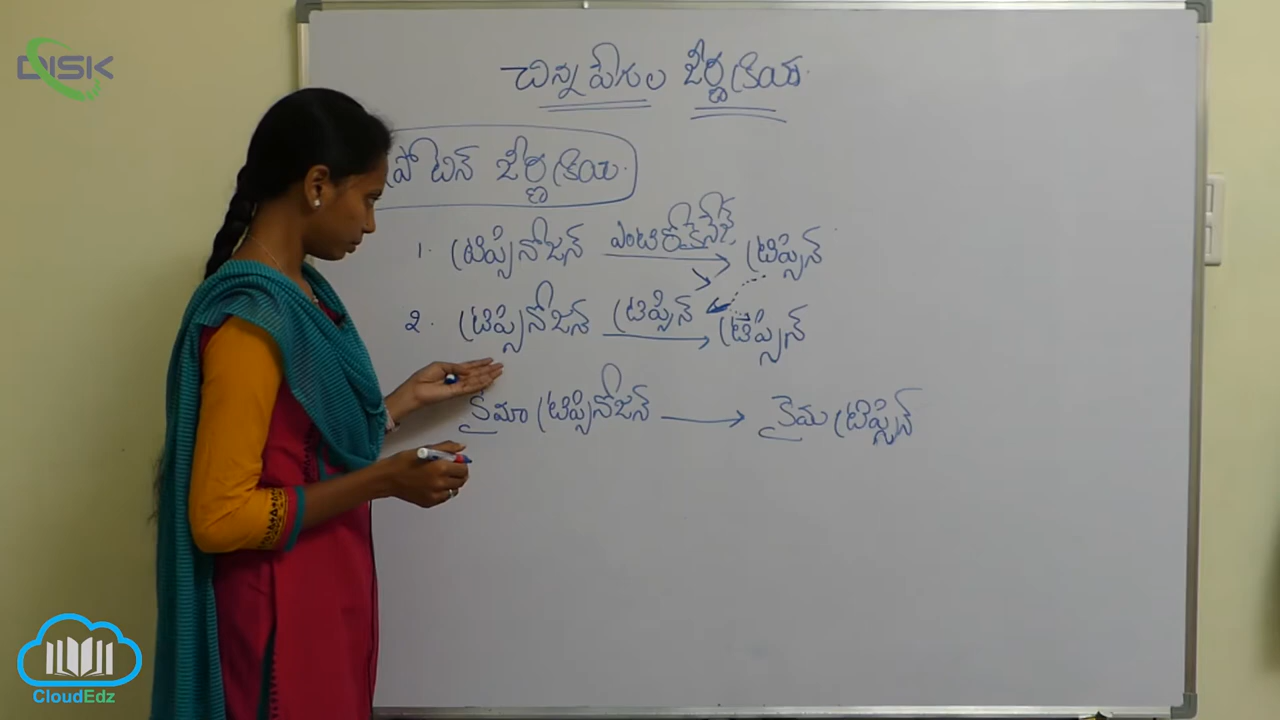 DISK
చిన్న పేగుల జీర్ణక్రియ
ప్రోటిన్ జీర్ణక్రియ
1. ట్రిప్సినోజన్ ఎంటిరోకైనేజ్ ట్రిప్సిన్
2. ట్రిప్సినోజన్ ట్రిప్సిన్ ట్రిప్సిన్
కైమా ట్రిప్సినోజన్ కైమ ట్రిప్సిన్
CloudEdz